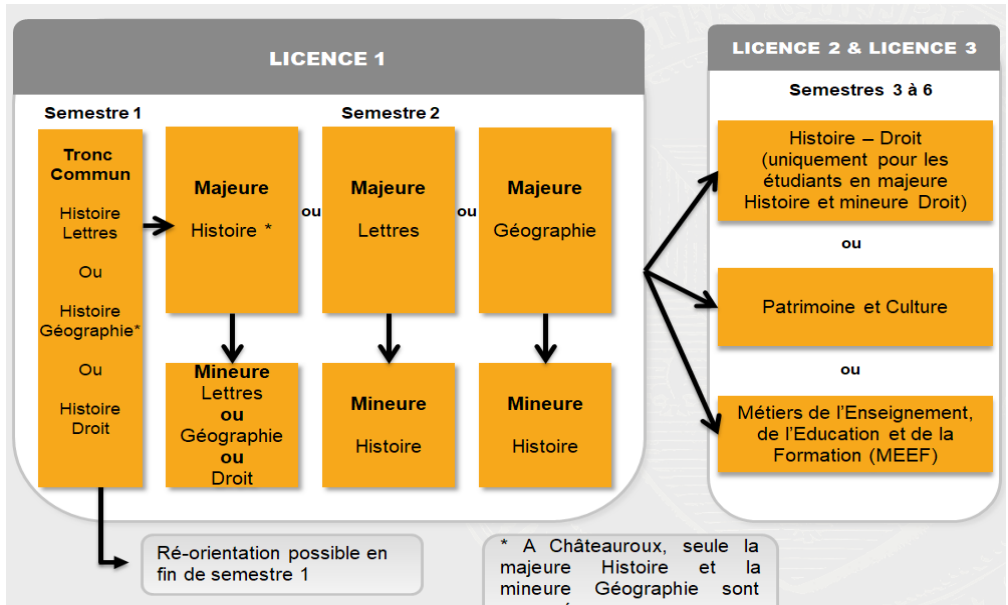 LICENCE 1
Semestre 1
Tronc
Commun
Histoire
Lettres
Ou
Histoire
Géographie*
Ou
Histoire
Droit
Semestre 2
Majeure
Histoire *
ou
Majeure
Lettres
ou
Majeure
Géographie
Mineure
Lettres
ou
Géographie
ou
Droit
Mineure
Histoire
Mineure
Histoire
Ré-orientation possible en
fin de semestre 1
* A Châteauroux, seule la
majeure Histoire et la
mineure Géographie sont
LICENCE 2 & LICENCE 3
Semestres 3 à 6
Histoire – Droit
(uniquement pour les
étudiants en majeure
Histoire et mineure Droit)
ou
Patrimoine et Culture
ou
Métiers de l’Enseignement,
de l’Education et de la
Formation (MEEF)